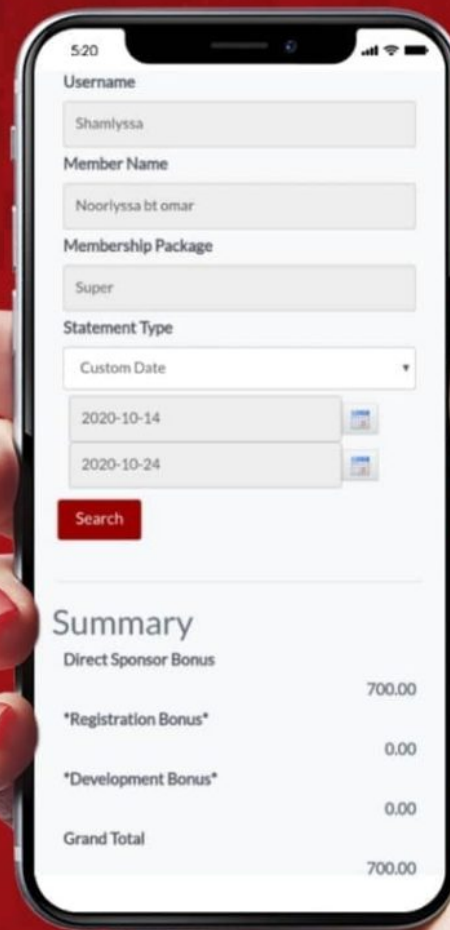 5:20
Username
Shamlyssa
Member Name
Noorlyssa bt omar
Membership Package
Super
Statement Type
Custom Date
2020-10-14
2020-10-24
Search
Summary
Direct Sponsor Bonus
700.00
*Registration Bonus*
0.00
*Development Bonus*
0.00
Grand Total
700.00